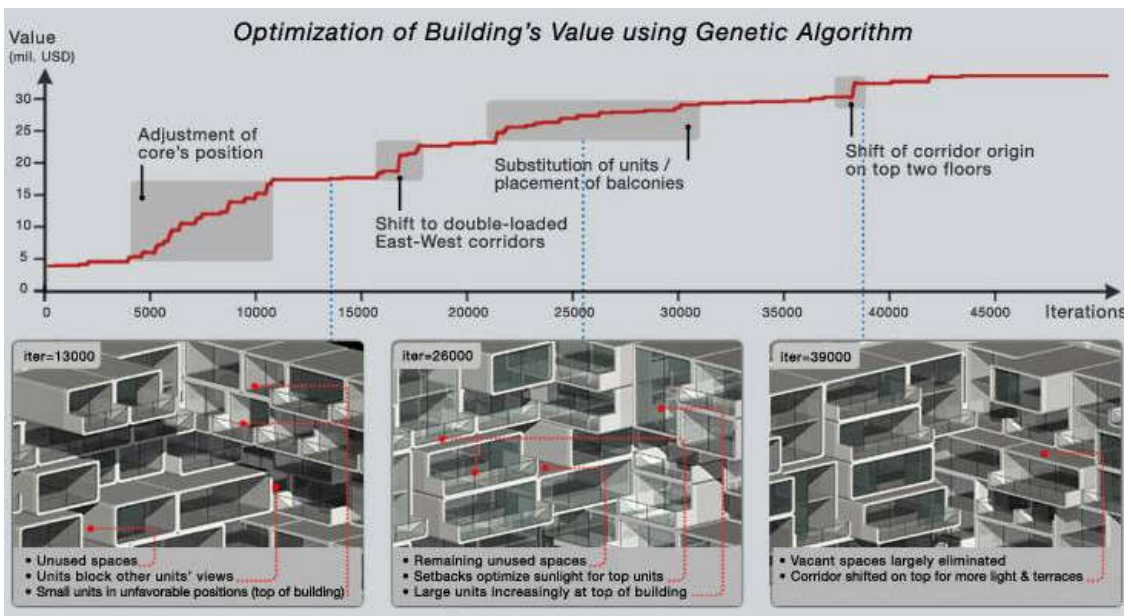 Optimization of Building's Value using Genetic Algorithm
Value
(mil. USD)
30
25
20
15
10
5
0
Adjustment of
core's position
Shift to double-loaded
East-West corridors
Substitution of units /
placement of balconies
Shift of corridor origin
on top two floors
0
5000
10000
15000
20000
25000
30000
35000
40000
45000
Iterations
iter=13000
• Unused spaces
• Units block other units' views
• Small units in unfavorable positions (top of building)
iter=26000
• Remaining unused spaces
• Setbacks optimize sunlight for top units
• Large units increasingly at top of building
iter=39000
• Vacant spaces largely eliminated
• Corridor shifted on top for more light & terraces